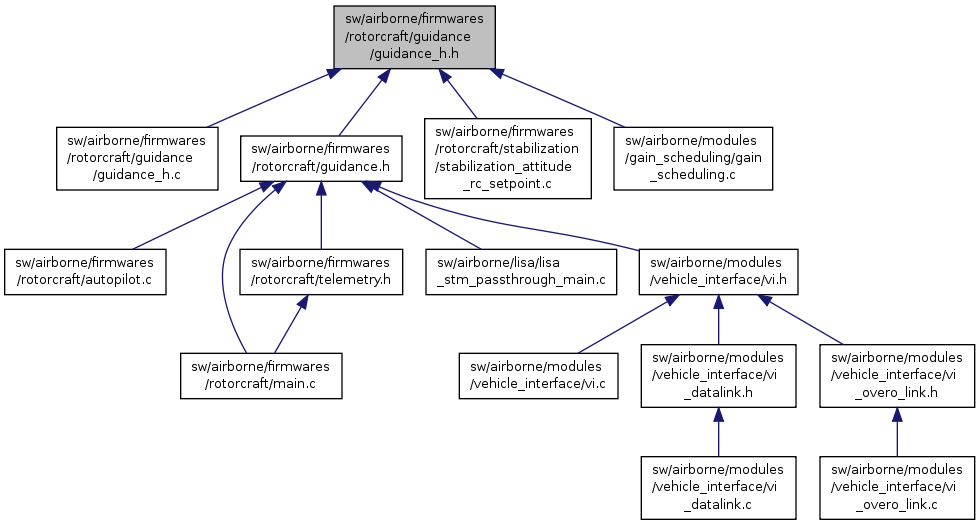 sw/airborne/firmwares
/rotorcraft/guidance
/guidance_h.h
sw/airborne/firmwares
/rotorcraft/guidance
/guidance_h.c
sw/airborne/firmwares
/rotorcraft/guidance.h
sw/airborne/firmwares
/rotorcraft/stabilization
/stabilization_attitude
_rc_setpoint.c
sw/airborne/modules
/gain_scheduling/gain
_scheduling.c
sw/airborne/firmwares
/rotorcraft/autopilot.c
sw/airborne/firmwares
/rotorcraft/telemetry.h
sw/airborne/lisa/lisa
_stm_passthrough_main.c
sw/airborne/modules
/vehicle_interface/vi.h
sw/airborne/firmwares
/rotorcraft/main.c
sw/airborne/modules
/vehicle_interface/vi.c
sw/airborne/modules
/vehicle_interface/vi
_datalink.h
sw/airborne/modules
/vehicle_interface/vi
_overo_link.h
sw/airborne/modules
/vehicle_interface/vi
_datalink.c
sw/airborne/modules
/vehicle_interface/vi
_overo_link.c